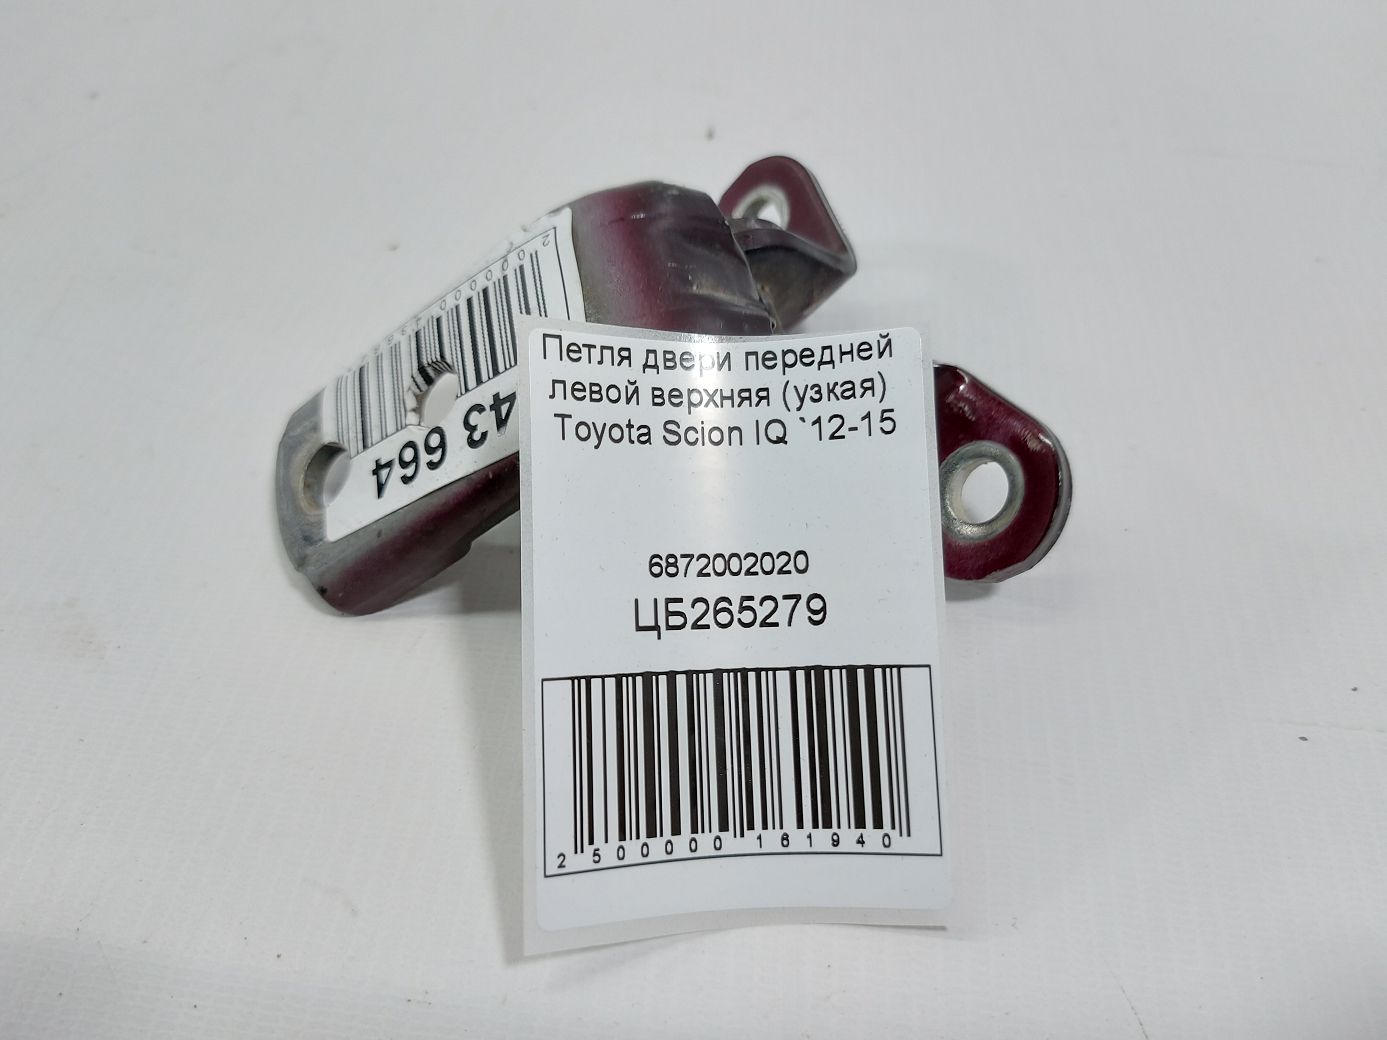 Петля двери передней
левой верхняя (узкая)
Toyota Scion IQ `12-15
6872002020
ЦБ265279
2 500000 161940
43 664